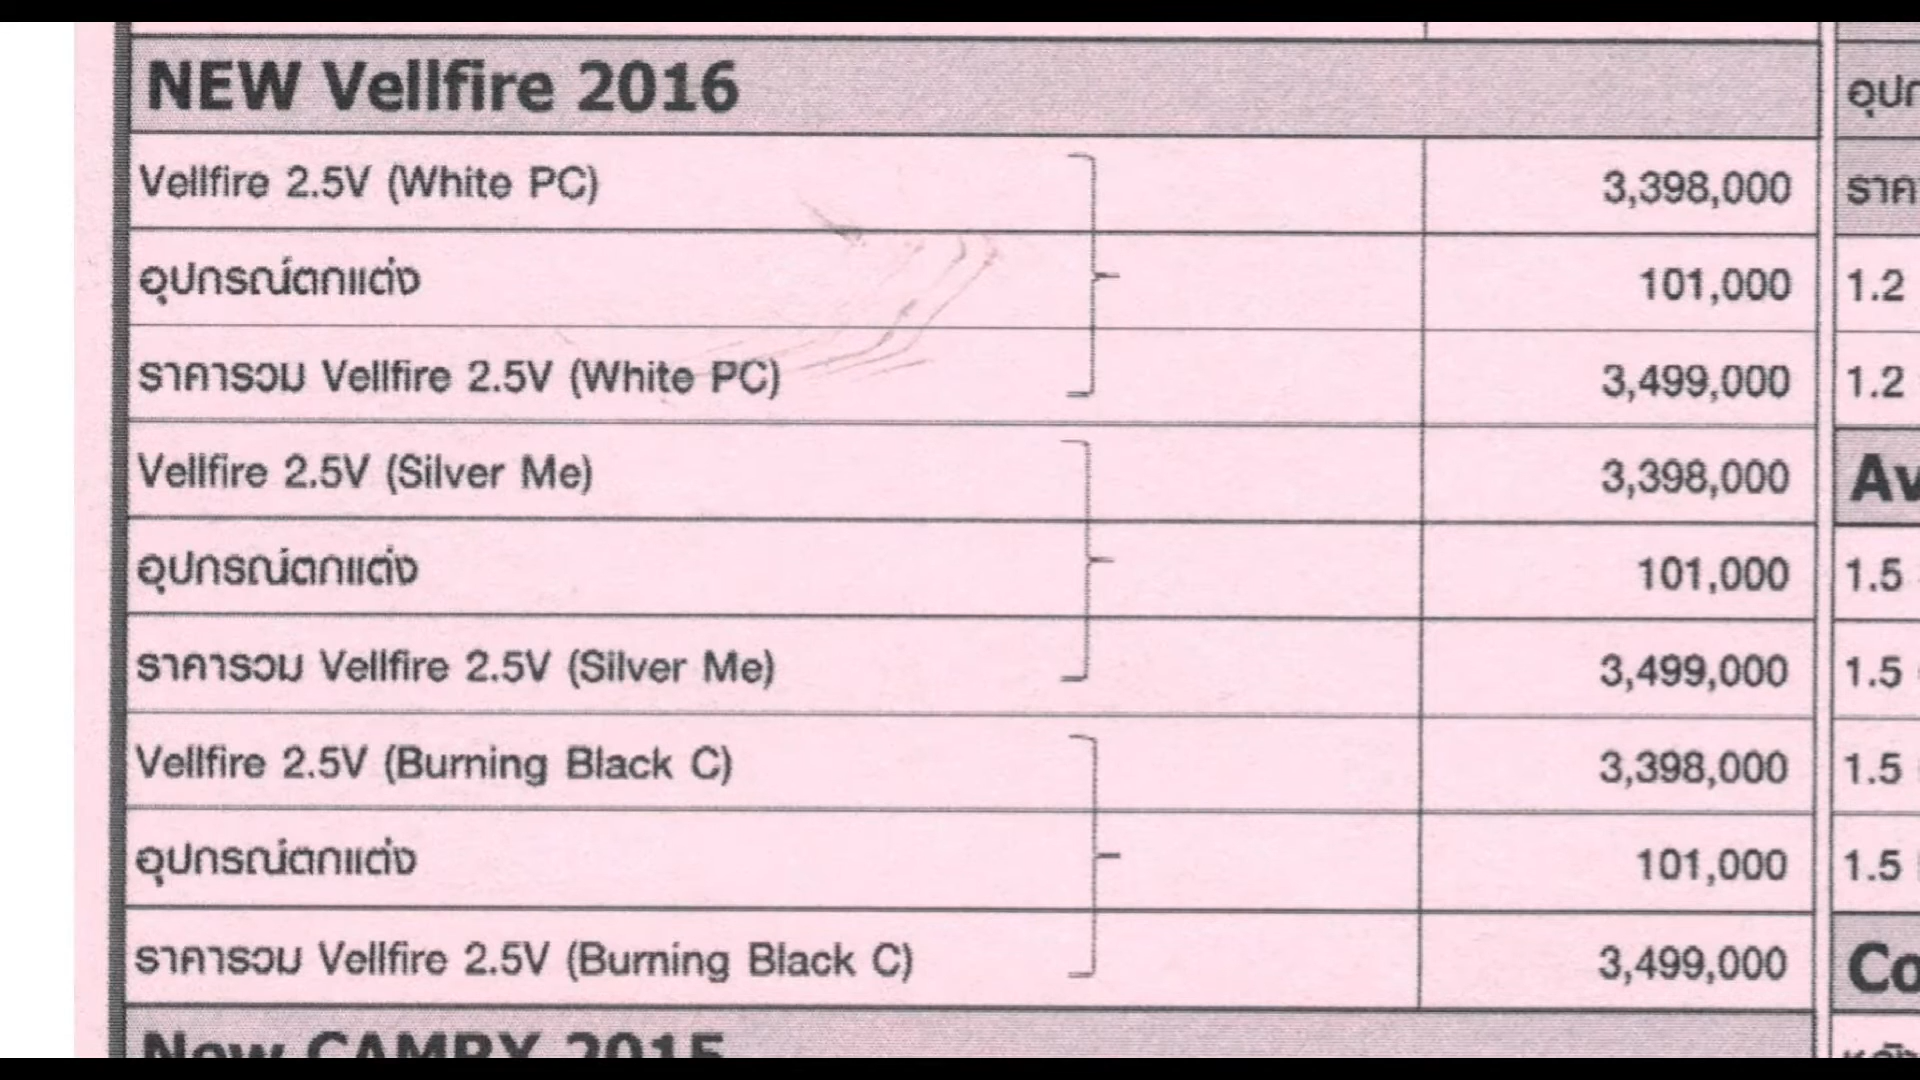 NEW Vellfire 2016
Vellfire 2.5V (White PC) 3,398,000
อุปกรณ์ตกแต่ง 101,000
ราคารวม Vellfire 2.5V (White PC) 3,499,000
Vellfire 2.5V (Silver Me) 3,398,000
อุปกรณ์ตกแต่ง 101,000
ราคารวม Vellfire 2.5V (Silver Me) 3,499,000
Vellfire 2.5V (Burning Black C) 3,398,000
อุปกรณ์ตกแต่ง 101,000
ราคารวม Vellfire 2.5V (Burning Black C) 3,499,000
New CAMRY 2015
อุป
ราค
1.2
1.2
Av
1.5
1.5
1.5
1.5
Co